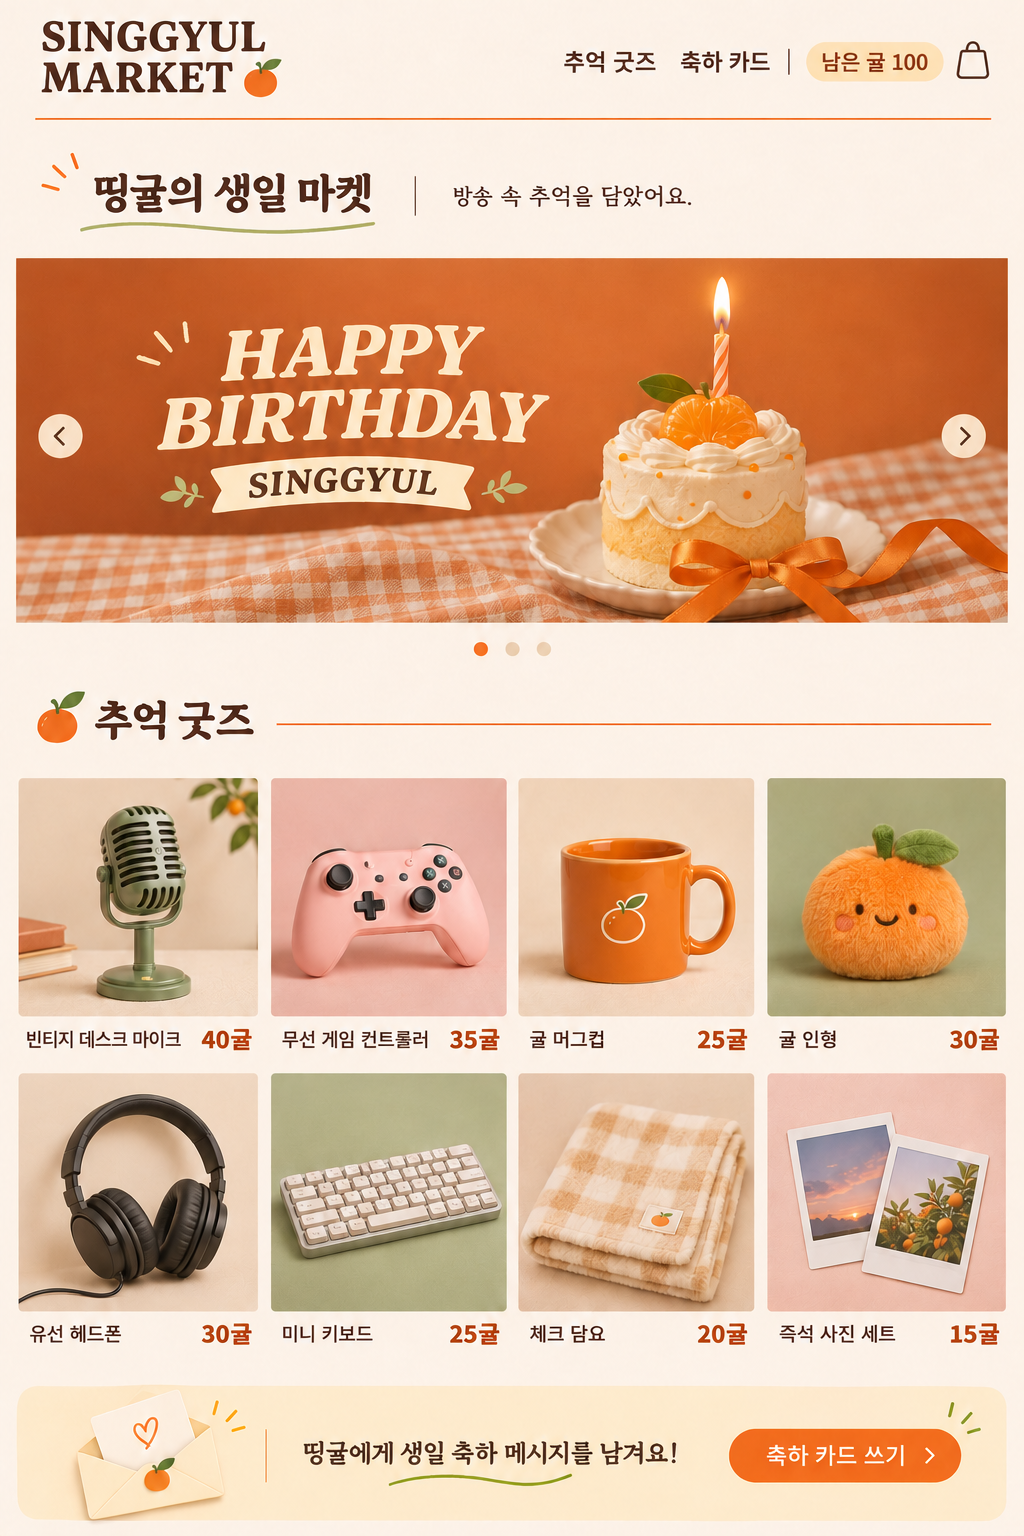 SINGGYUL
MARKET
추억 굿즈 축하 카드 남은 귤 100
띵귤의 생일 마켓
방송 속 추억을 담았어요.
HAPPY
BIRTHDAY
SINGGYUL
추억 굿즈
빈티지 데스크 마이크 40귤
무선 게임 컨트롤러 35귤
귤 머그컵 25귤
귤 인형 30귤
유선 헤드폰 30귤
미니 키보드 25귤
체크 담요 20귤
즉석 사진 세트 15귤
띵귤에게 생일 축하 메시지를 남겨요!
축하 카드 쓰기